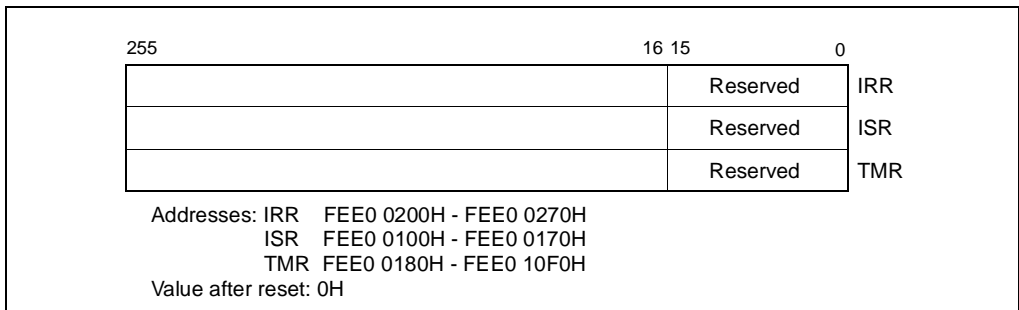 255 16 15 0
Reserved IRR
Reserved ISR
Reserved TMR
Addresses: IRR FEE0 0200H - FEE0 0270H
ISR FEE0 0100H - FEE0 0170H
TMR FEE0 0180H - FEE0 10F0H
Value after reset: 0H